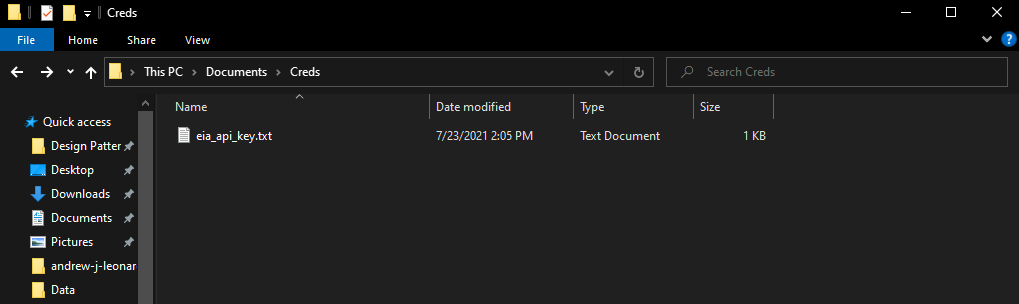 Creds
File Home Share View
This PC Documents Creds Search Creds
Name Date modified Type Size
Quick access
eia_api_key.txt 7/23/2021 2:05 PM Text Document 1 KB
Design Patter
Desktop
Downloads
Documents
Pictures
andrew-j-leonar
Data